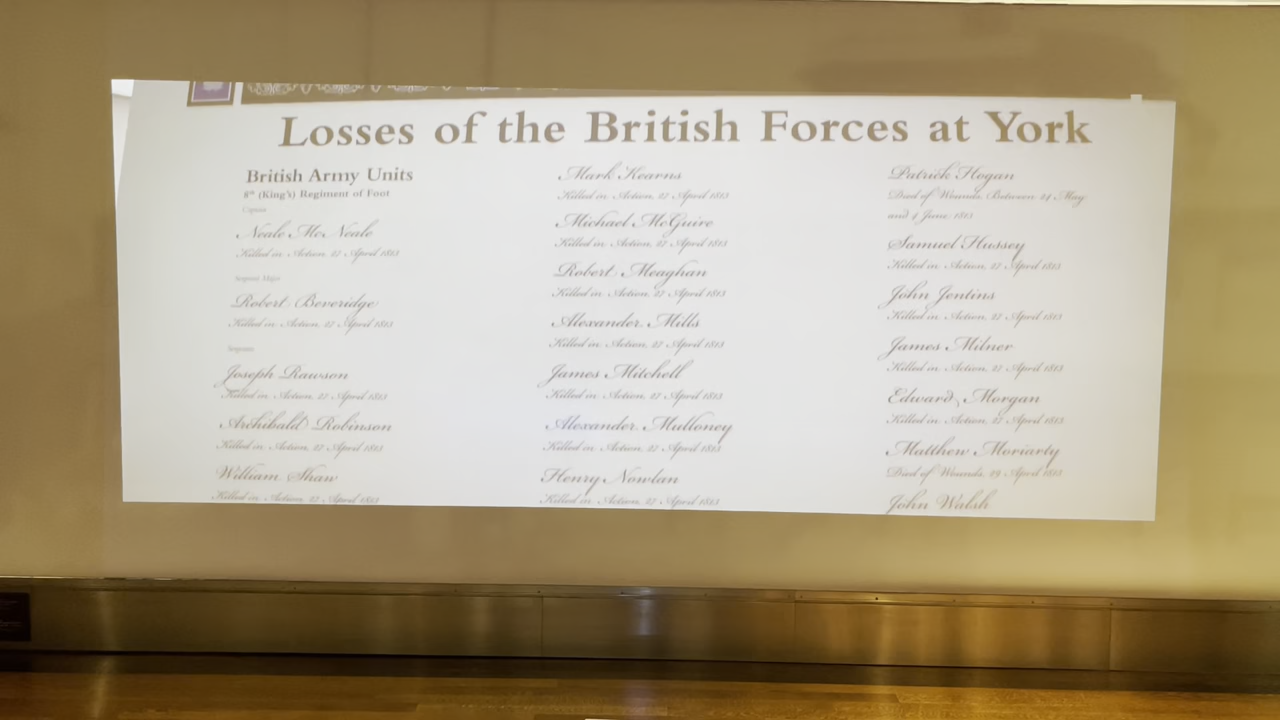 Losses of the British Forces at York
British Army Units
8th (King's) Regiment of Foot
Captain
Neale McNeale
Killed in Action, 27 April 1813
Sergeant Major
Robert Beveridge
Killed in Action, 27 April 1813
Sergeants
Joseph Rawson
Killed in Action, 27 April 1813
Archibald Robinson
Killed in Action, 27 April 1813
William Shaw
Killed in Action, 27 April 1813
Mark Kearns
Killed in Action, 27 April 1813
Michael McGuire
Killed in Action, 27 April 1813
Robert Meaghan
Killed in Action, 27 April 1813
Alexander Mills
Killed in Action, 27 April 1813
James Mitchell
Killed in Action, 27 April 1813
Alexander Mulloney
Killed in Action, 27 April 1813
Henry Nowlan
Killed in Action, 27 April 1813
Patrick Hogan
Died of Wounds, Between 24 May
and 4 June, 1813
Samuel Hussey
Killed in Action, 27 April 1813
John Jentins
Killed in Action, 27 April 1813
James Milner
Killed in Action, 27 April 1813
Edward Morgan
Killed in Action, 27 April 1813
Matthew Moriarty
Died of Wounds, 29 April 1813
John Walsh